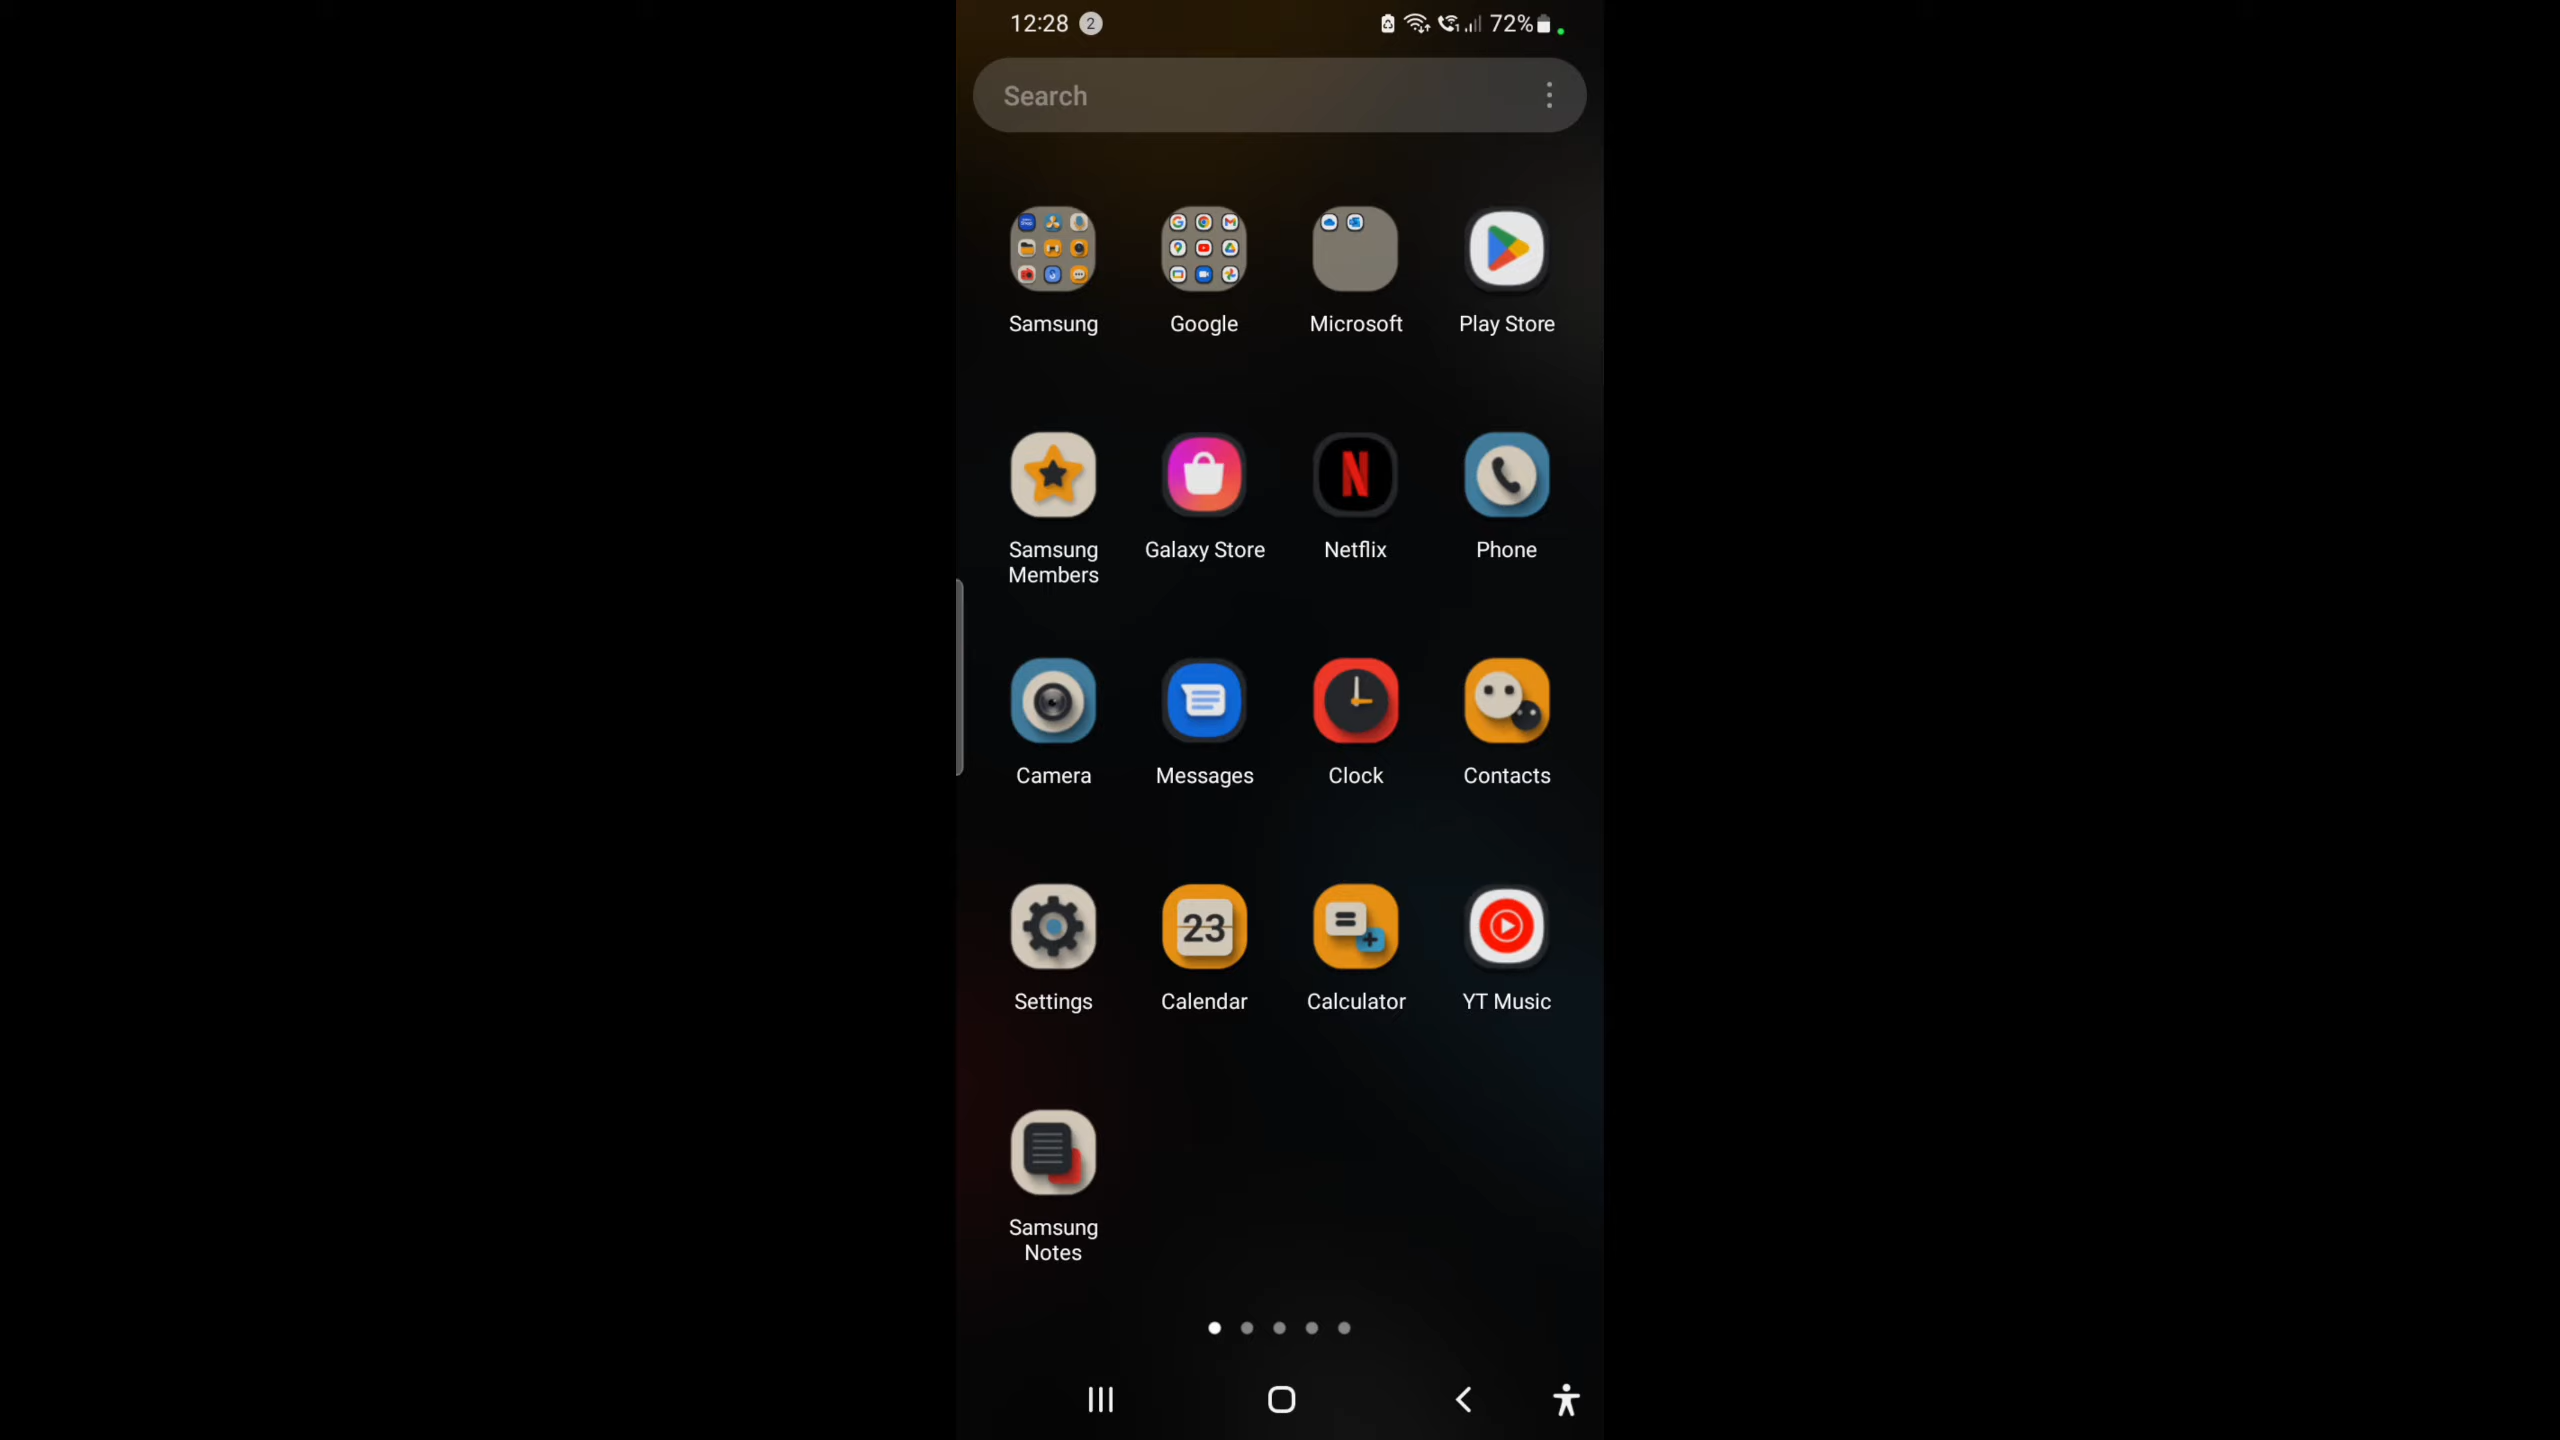 12:28 2 72%
Search
Samsung Google Microsoft Play Store
Samsung Members Galaxy Store Netflix Phone
Camera Messages Clock Contacts
23
Settings Calendar Calculator YT Music
Samsung
Notes